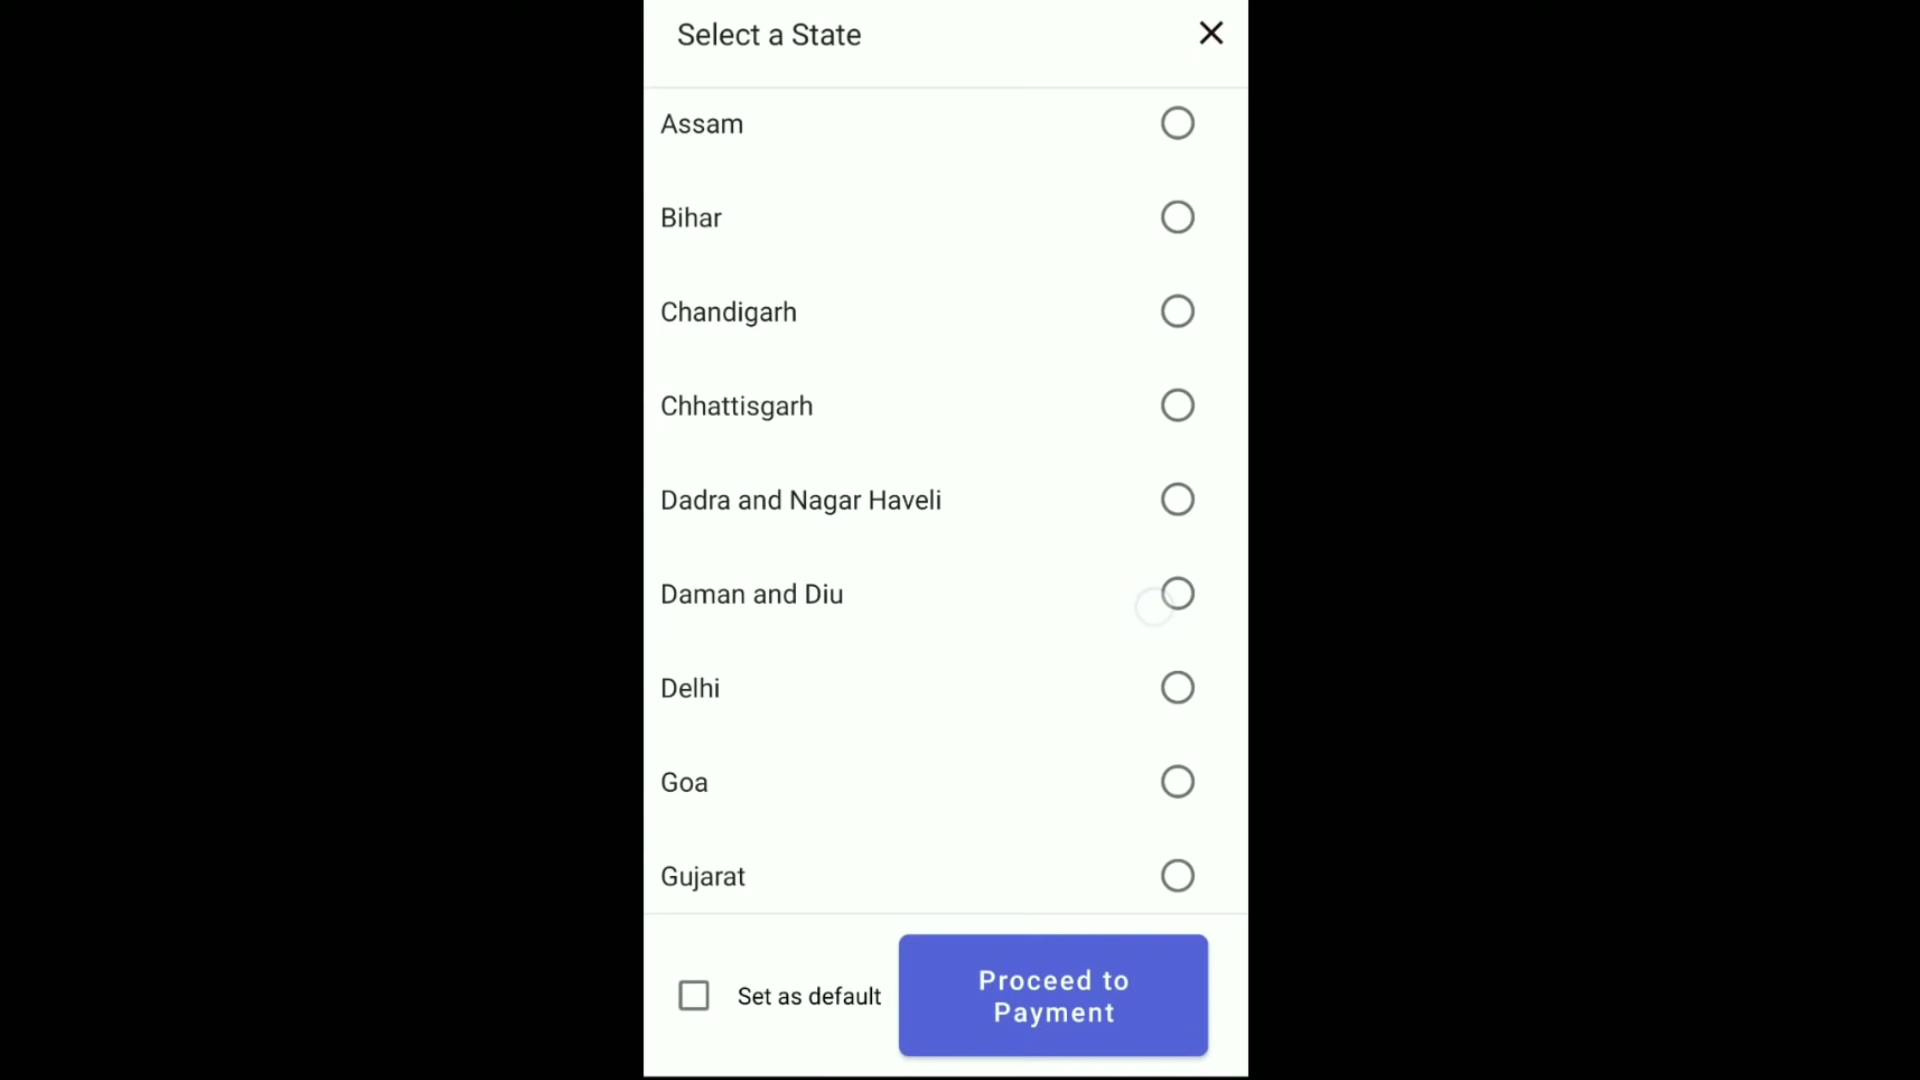 Select a State
Assam
Bihar
Chandigarh
Chhattisgarh
Dadra and Nagar Haveli
Daman and Diu
Delhi
Goa
Gujarat
Set as default
Proceed to
Payment